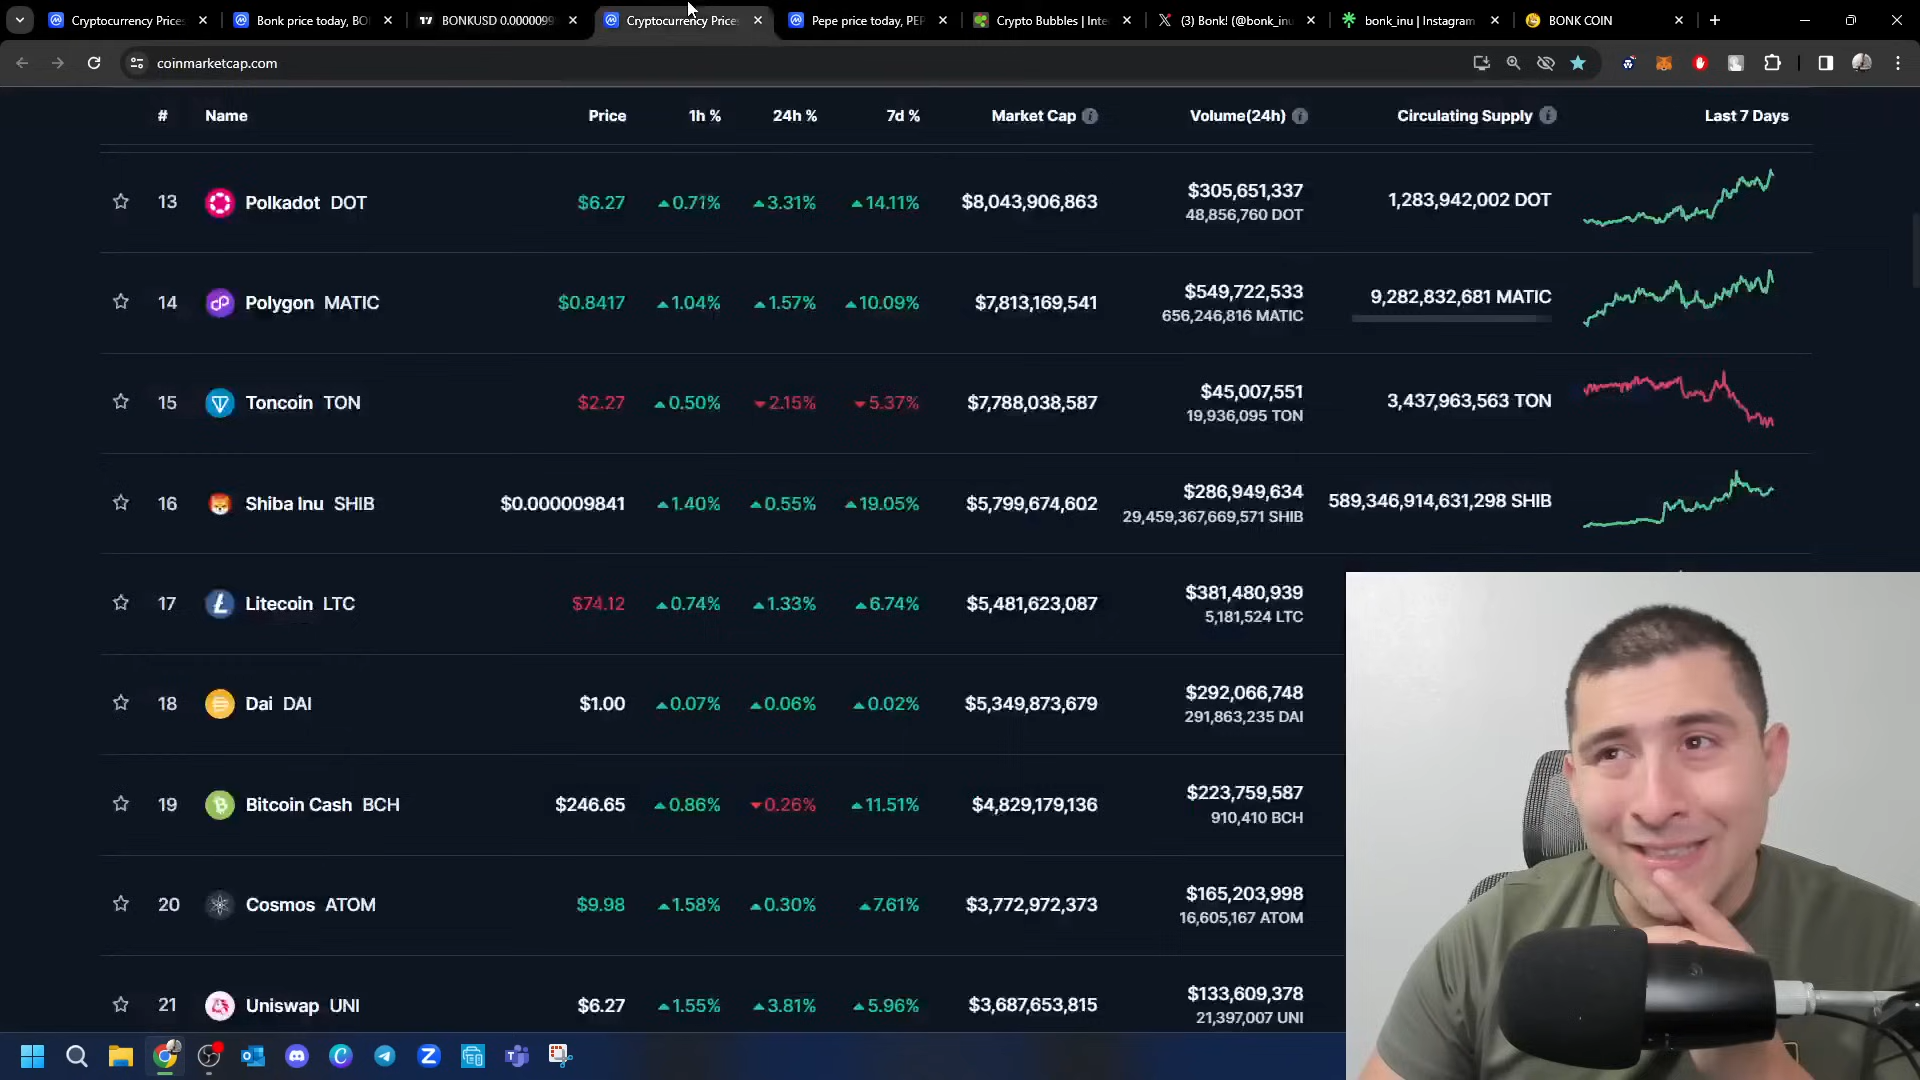 Cryptocurrency Prices
Bonk price today, BO
BONKUSD 0.0000099
Cryptocurrency Prices
Pepe price today, PEP
Crypto Bubbles | Inte
(3) Bonk! (@bonk_inu
bonk_inu | Instagram
BONK COIN
coinmarketcap.com
# Name Price 1h % 24h % 7d % Market Cap Volume(24h) Circulating Supply Last 7 Days
13 Polkadot DOT $6.27 0.71% 3.31% 14.11% $8,043,906,863 $305,651,337 1,283,942,002 DOT
48,856,760 DOT
14 Polygon MATIC $0.8417 1.04% 1.57% 10.09% $7,813,169,541 $549,722,533 9,282,832,681 MATIC
656,246,816 MATIC
15 Toncoin TON $2.27 0.50% 2.15% 5.37% $7,788,038,587 $45,007,551 3,437,963,563 TON
19,936,095 TON
16 Shiba Inu SHIB $0.000009841 1.40% 0.55% 19.05% $5,799,674,602 $286,949,634 589,346,914,631,298 SHIB
29,459,367,669,571 SHIB
17 Litecoin LTC $74.12 0.74% 1.33% 6.74% $5,481,623,087 $381,480,939
5,181,524 LTC
18 Dai DAI $1.00 0.07% 0.06% 0.02% $5,349,873,679 $292,066,748
291,863,235 DAI
19 Bitcoin Cash BCH $246.65 0.86% 0.26% 11.51% $4,829,179,136 $223,759,587
910,410 BCH
20 Cosmos ATOM $9.98 1.58% 0.30% 7.61% $3,772,972,373 $165,203,998
16,605,167 ATOM
21 Uniswap UNI $6.27 1.55% 3.81% 5.96% $3,687,653,815 $133,609,378
21,397,007 UNI